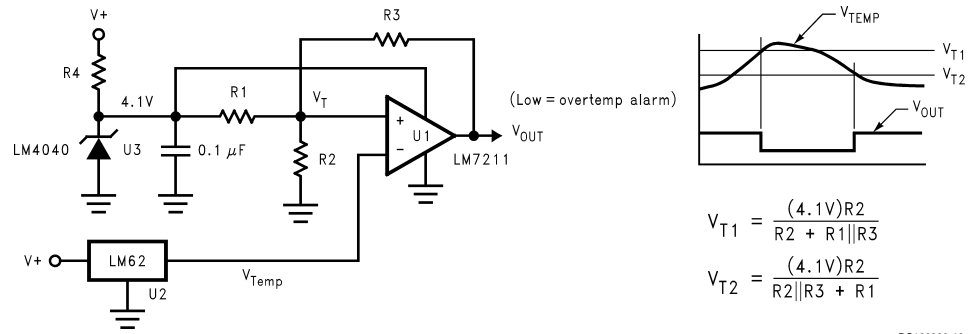 V+
R3
R4
4.1V
R1
V_T
(Low = overtemp alarm)
+
U1
−
V_OUT
LM7211
LM4040
U3
0.1 μF
R2
V+
LM62
U2
V_Temp
V_TEMP
V_T1
V_T2
V_OUT
V_T1 = (4.1V)R2 / R2 + R1||R3
V_T2 = (4.1V)R2 / R2||R3 + R1